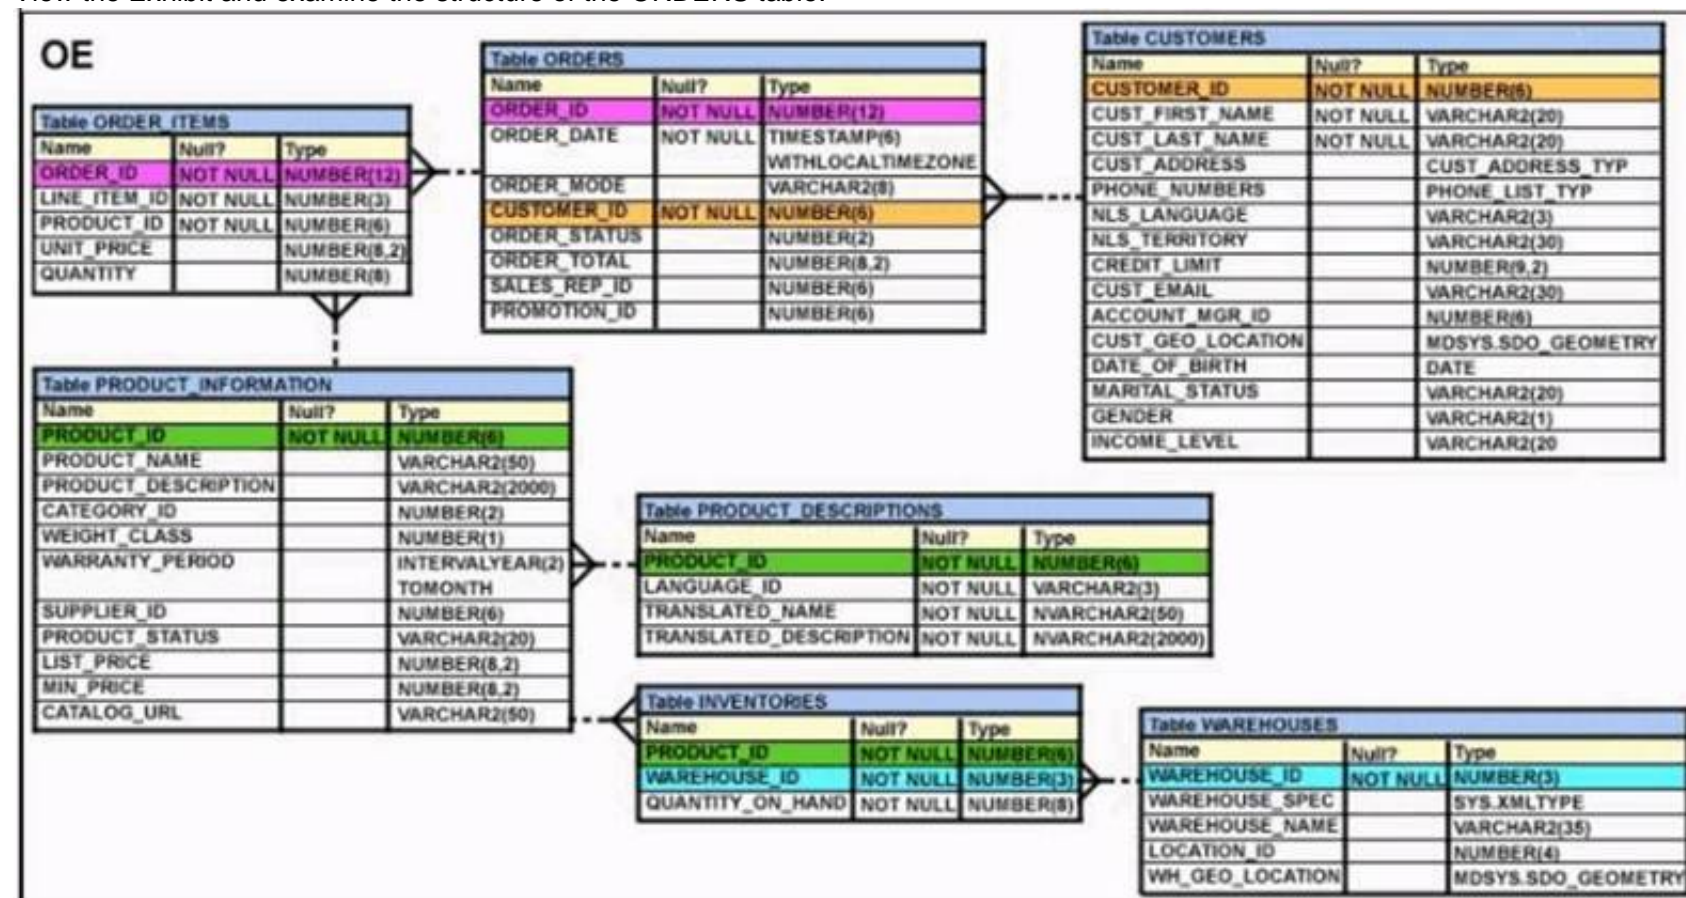 View the Exhibit and examine the structure of the ORDERS table.
OE
Table ORDER_ITEMS
Name Null? Type
ORDER_ID NOT NULL NUMBER(12)
LINE_ITEM_ID NOT NULL NUMBER(3)
PRODUCT_ID NOT NULL NUMBER(6)
UNIT_PRICE NUMBER(8,2)
QUANTITY NUMBER(8)
Table ORDERS
Name Null? Type
ORDER_ID NOT NULL NUMBER(12)
ORDER_DATE NOT NULL TIMESTAMP(6)
WITHLOCALTIMEZONE
ORDER_MODE VARCHAR2(8)
CUSTOMER_ID NOT NULL NUMBER(6)
ORDER_STATUS NUMBER(2)
ORDER_TOTAL NUMBER(8,2)
SALES_REP_ID NUMBER(6)
PROMOTION_ID NUMBER(6)
Table CUSTOMERS
Name Null? Type
CUSTOMER_ID NOT NULL NUMBER(6)
CUST_FIRST_NAME NOT NULL VARCHAR2(20)
CUST_LAST_NAME NOT NULL VARCHAR2(20)
CUST_ADDRESS CUST_ADDRESS_TYP
PHONE_NUMBERS PHONE_LIST_TYP
NLS_LANGUAGE VARCHAR2(3)
NLS_TERRITORY VARCHAR2(30)
CREDIT_LIMIT NUMBER(9,2)
CUST_EMAIL VARCHAR2(30)
ACCOUNT_MGR_ID NUMBER(6)
CUST_GEO_LOCATION MDSYS.SDO_GEOMETRY
DATE_OF_BIRTH DATE
MARITAL_STATUS VARCHAR2(20)
GENDER VARCHAR2(1)
INCOME_LEVEL VARCHAR2(20
Table PRODUCT_INFORMATION
Name Null? Type
PRODUCT_ID NOT NULL NUMBER(6)
PRODUCT_NAME VARCHAR2(50)
PRODUCT_DESCRIPTION VARCHAR2(2000)
CATEGORY_ID NUMBER(2)
WEIGHT_CLASS NUMBER(1)
WARRANTY_PERIOD INTERVALYEAR(2)
TOMONTH
SUPPLIER_ID NUMBER(6)
PRODUCT_STATUS VARCHAR2(20)
LIST_PRICE NUMBER(8,2)
MIN_PRICE NUMBER(8,2)
CATALOG_URL VARCHAR2(50)
Table PRODUCT_DESCRIPTIONS
Name Null? Type
PRODUCT_ID NOT NULL NUMBER(6)
LANGUAGE_ID NOT NULL VARCHAR2(3)
TRANSLATED_NAME NOT NULL NVARCHAR2(50)
TRANSLATED_DESCRIPTION NOT NULL NVARCHAR2(2000)
Table INVENTORIES
Name Null? Type
PRODUCT_ID NOT NULL NUMBER(6)
WAREHOUSE_ID NOT NULL NUMBER(3)
QUANTITY_ON_HAND NOT NULL NUMBER(8)
Table WAREHOUSES
Name Null? Type
WAREHOUSE_ID NOT NULL NUMBER(3)
WAREHOUSE_SPEC SYS.XMLTYPE
WAREHOUSE_NAME VARCHAR2(35)
LOCATION_ID NUMBER(4)
WH_GEO_LOCATION MDSYS.SDO_GEOMETRY